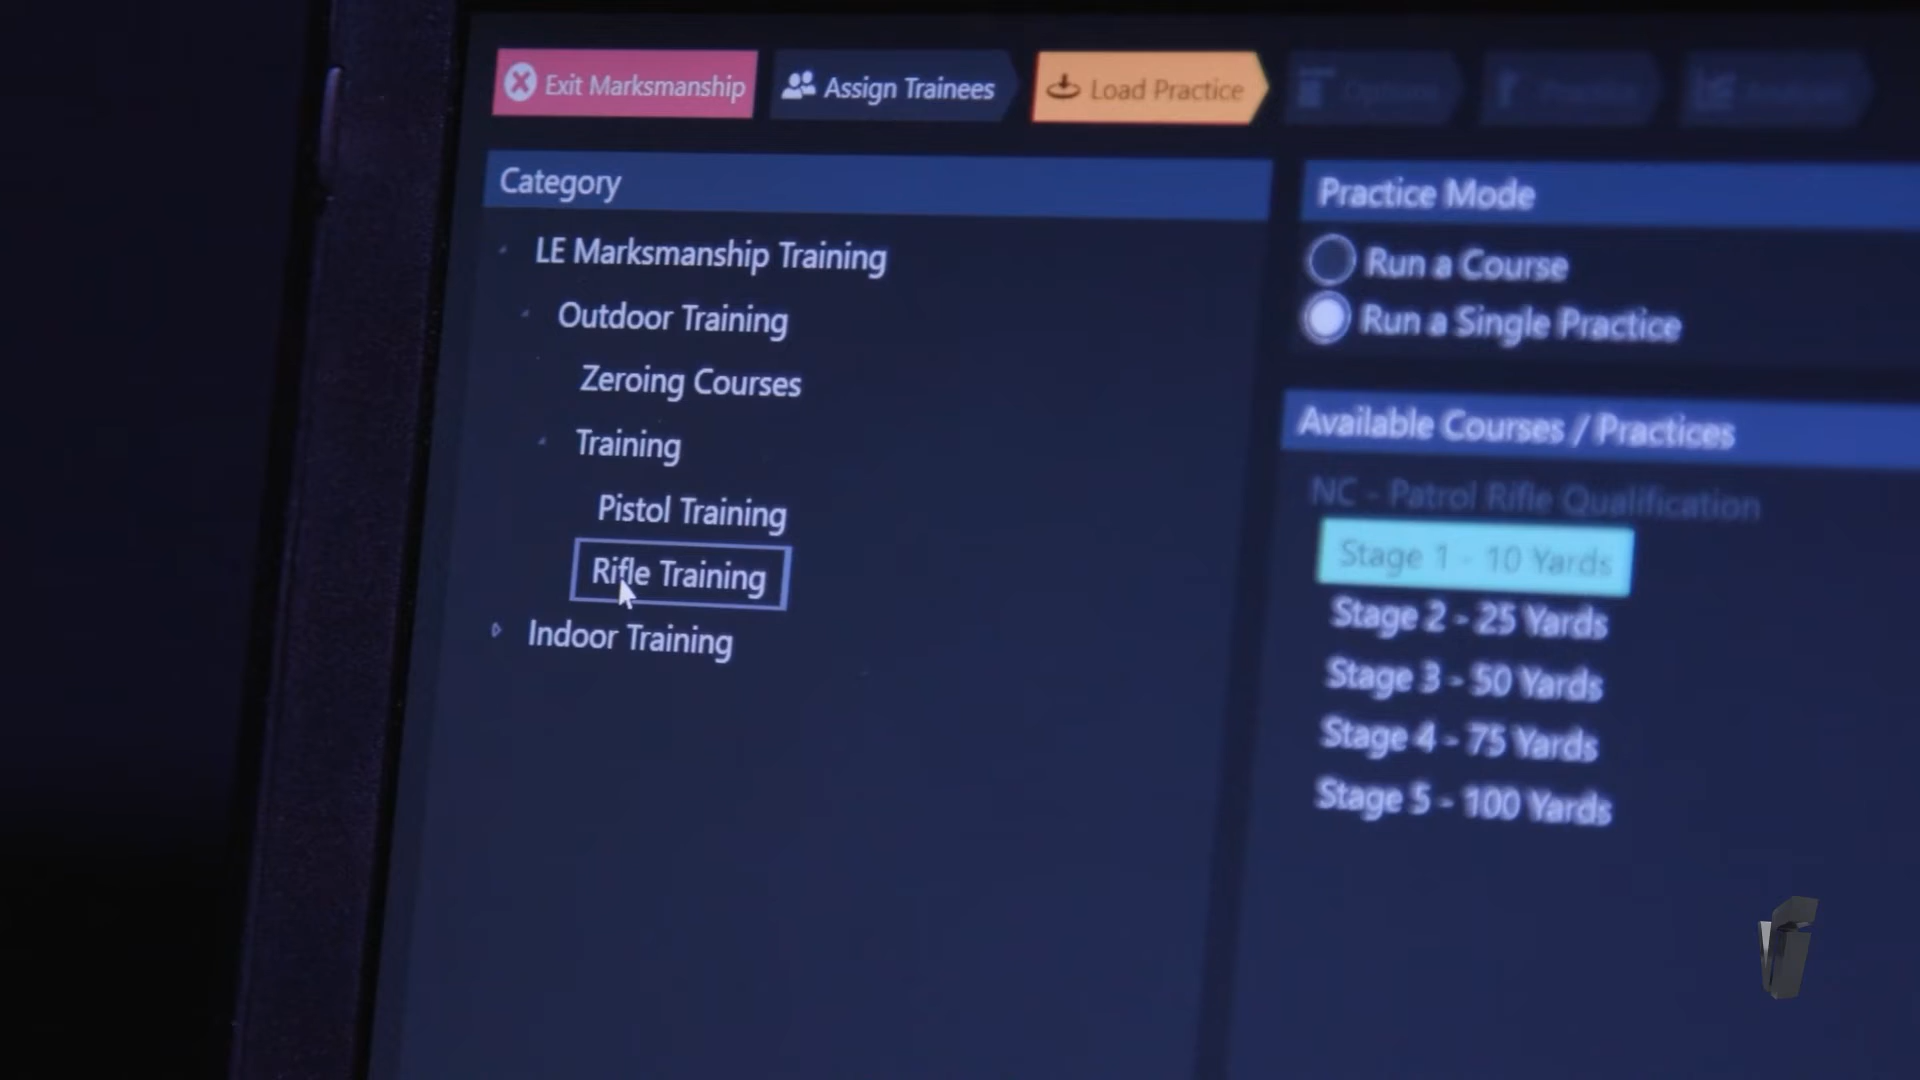 Exit Marksmanship
Assign Trainees
Load Practice
Category
LE Marksmanship Training
Outdoor Training
Zeroing Courses
Training
Pistol Training
Rifle Training
Indoor Training
Practice Mode
Run a Course
Run a Single Practice
Available Courses / Practices
NC - Patrol Rifle Qualification
Stage 1 - 10 Yards
Stage 2 - 25 Yards
Stage 3 - 50 Yards
Stage 4 - 75 Yards
Stage 5 - 100 Yards